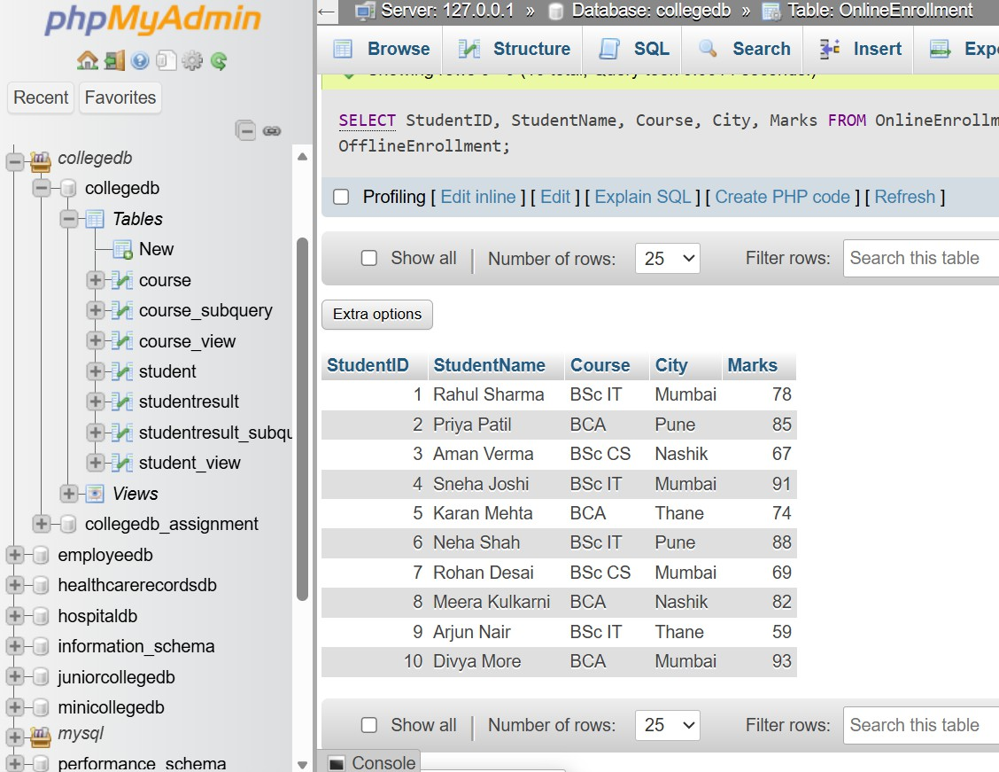 phpMyAdmin
Recent Favorites
collegedb
collegedb
Tables
New
course
course_subquery
course_view
student
studentresult
studentresult_subqu
student_view
Views
collegedb_assignment
employeedb
healthcarerecordsdb
hospitaldb
information_schema
juniorcollegedb
minicollegedb
mysql
performance_schema
Server: 127.0.0.1 » Database: collegedb » Table: OnlineEnrollment
Browse Structure SQL Search Insert Expo
SELECT StudentID, StudentName, Course, City, Marks FROM OnlineEnrollm
OfflineEnrollment;
Profiling [ Edit inline ] [ Edit ] [ Explain SQL ] [ Create PHP code ] [ Refresh ]
Show all | Number of rows: 25 Filter rows: Search this table
Extra options
StudentID StudentName Course City Marks
1 Rahul Sharma BSc IT Mumbai 78
2 Priya Patil BCA Pune 85
3 Aman Verma BSc CS Nashik 67
4 Sneha Joshi BSc IT Mumbai 91
5 Karan Mehta BCA Thane 74
6 Neha Shah BSc IT Pune 88
7 Rohan Desai BSc CS Mumbai 69
8 Meera Kulkarni BCA Nashik 82
9 Arjun Nair BSc IT Thane 59
10 Divya More BCA Mumbai 93
Show all | Number of rows: 25 Filter rows: Search this table
Console